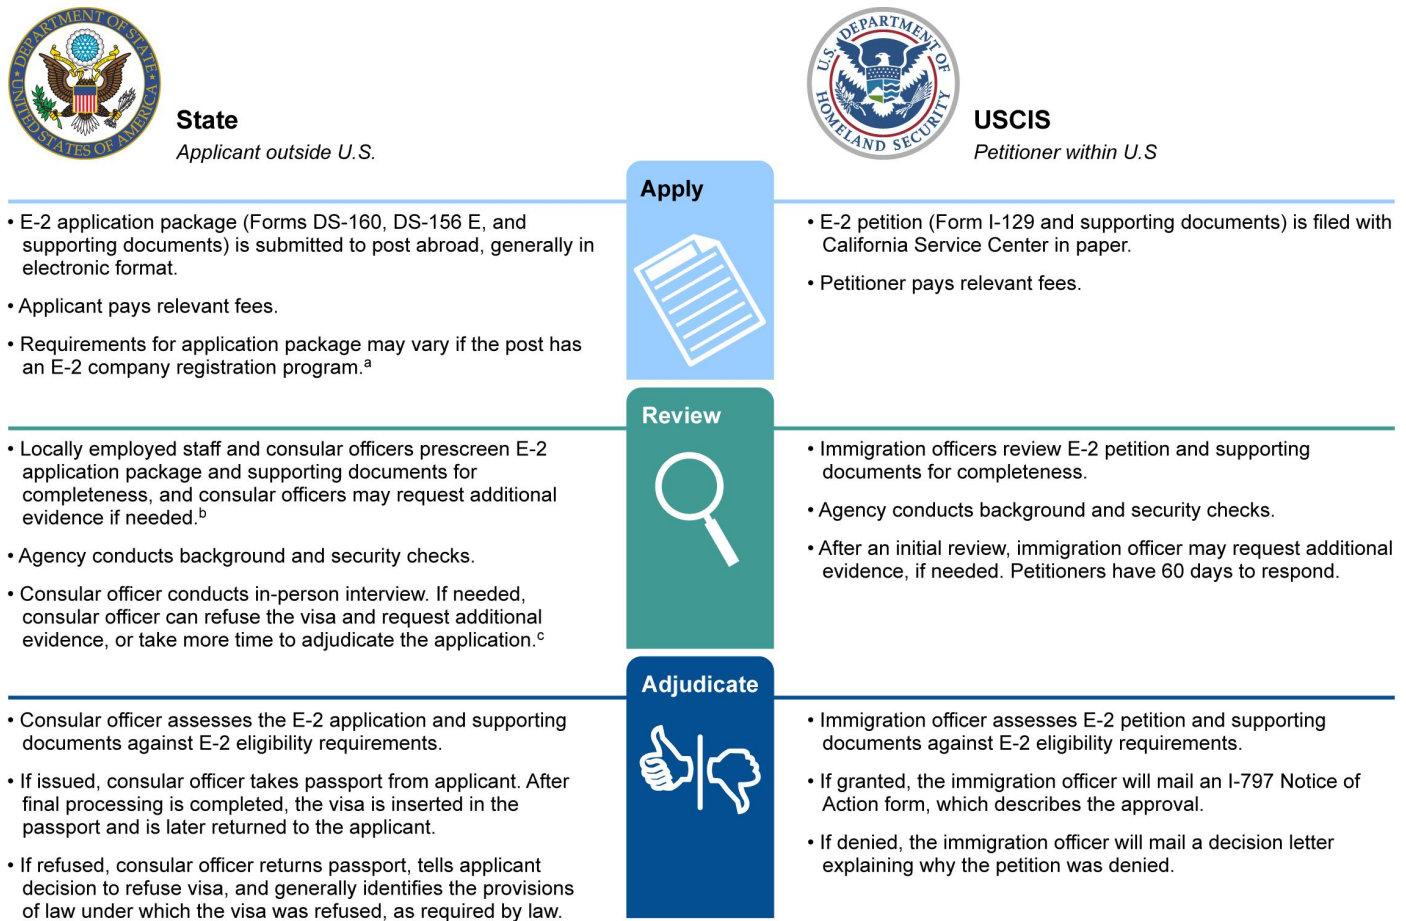 DEPARTMENT OF STATE
UNITED STATES OF AMERICA
State
Applicant outside U.S.
U.S. DEPARTMENT OF
HOMELAND SECURITY
USCIS
Petitioner within U.S
Apply
• E-2 application package (Forms DS-160, DS-156 E, and
supporting documents) is submitted to post abroad, generally in
electronic format.
• Applicant pays relevant fees.
• Requirements for application package may vary if the post has
an E-2 company registration program.ª
• E-2 petition (Form I-129 and supporting documents) is filed with
California Service Center in paper.
• Petitioner pays relevant fees.
Review
• Locally employed staff and consular officers prescreen E-2
application package and supporting documents for
completeness, and consular officers may request additional
evidence if needed.ᵇ
• Agency conducts background and security checks.
• Consular officer conducts in-person interview. If needed,
consular officer can refuse the visa and request additional
evidence, or take more time to adjudicate the application.ᶜ
• Immigration officers review E-2 petition and supporting
documents for completeness.
• Agency conducts background and security checks.
• After an initial review, immigration officer may request additional
evidence, if needed. Petitioners have 60 days to respond.
Adjudicate
• Consular officer assesses the E-2 application and supporting
documents against E-2 eligibility requirements.
• If issued, consular officer takes passport from applicant. After
final processing is completed, the visa is inserted in the
passport and is later returned to the applicant.
• If refused, consular officer returns passport, tells applicant
decision to refuse visa, and generally identifies the provisions
of law under which the visa was refused, as required by law.
• Immigration officer assesses E-2 petition and supporting
documents against E-2 eligibility requirements.
• If granted, the immigration officer will mail an I-797 Notice of
Action form, which describes the approval.
• If denied, the immigration officer will mail a decision letter
explaining why the petition was denied.